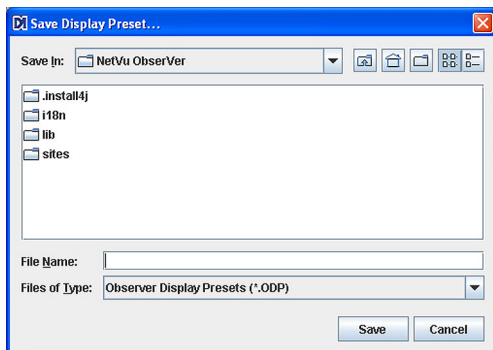 Save Display Preset...
Save In: NetVu ObserVer
.install4j
i18n
lib
sites
File Name:
Files of Type: Observer Display Presets (*.ODP)
Save Cancel